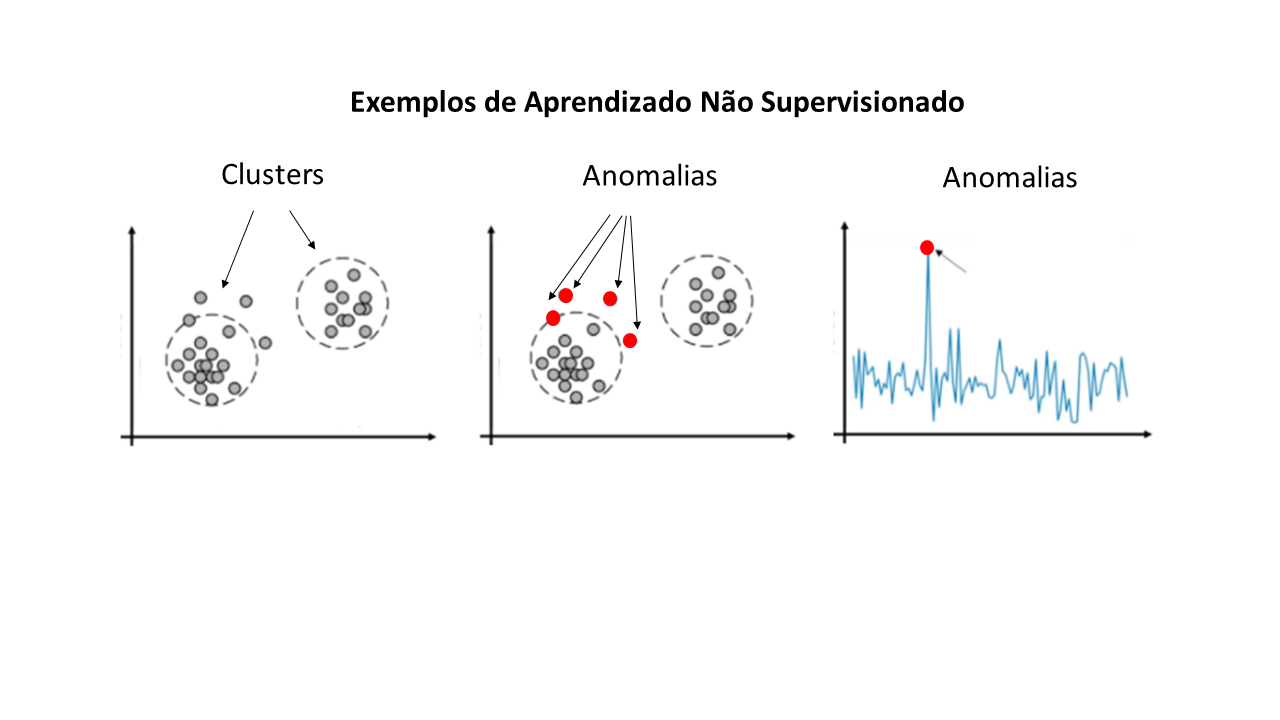 Exemplos de Aprendizado Não Supervisionado
Clusters
Anomalias
Anomalias